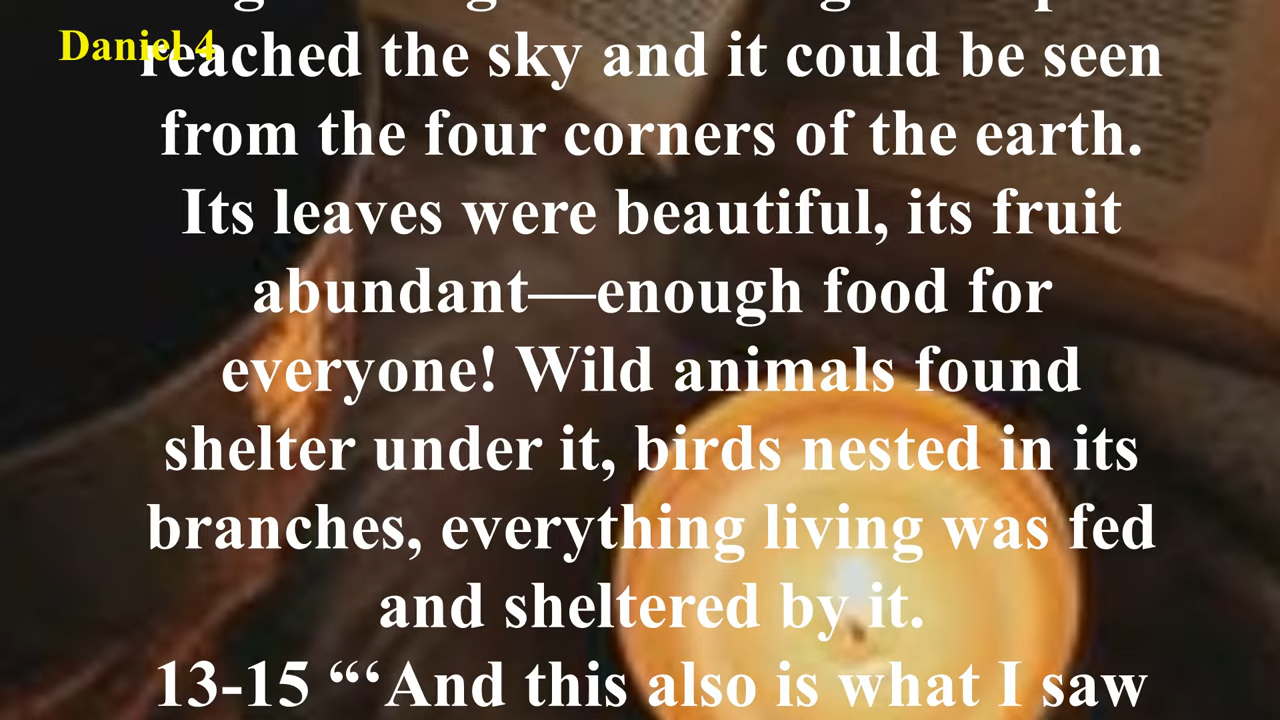 Daniel 4
reached the sky and it could be seen
from the four corners of the earth.
Its leaves were beautiful, its fruit
abundant—enough food for
everyone! Wild animals found
shelter under it, birds nested in its
branches, everything living was fed
and sheltered by it.
13-15 “‘And this also is what I saw